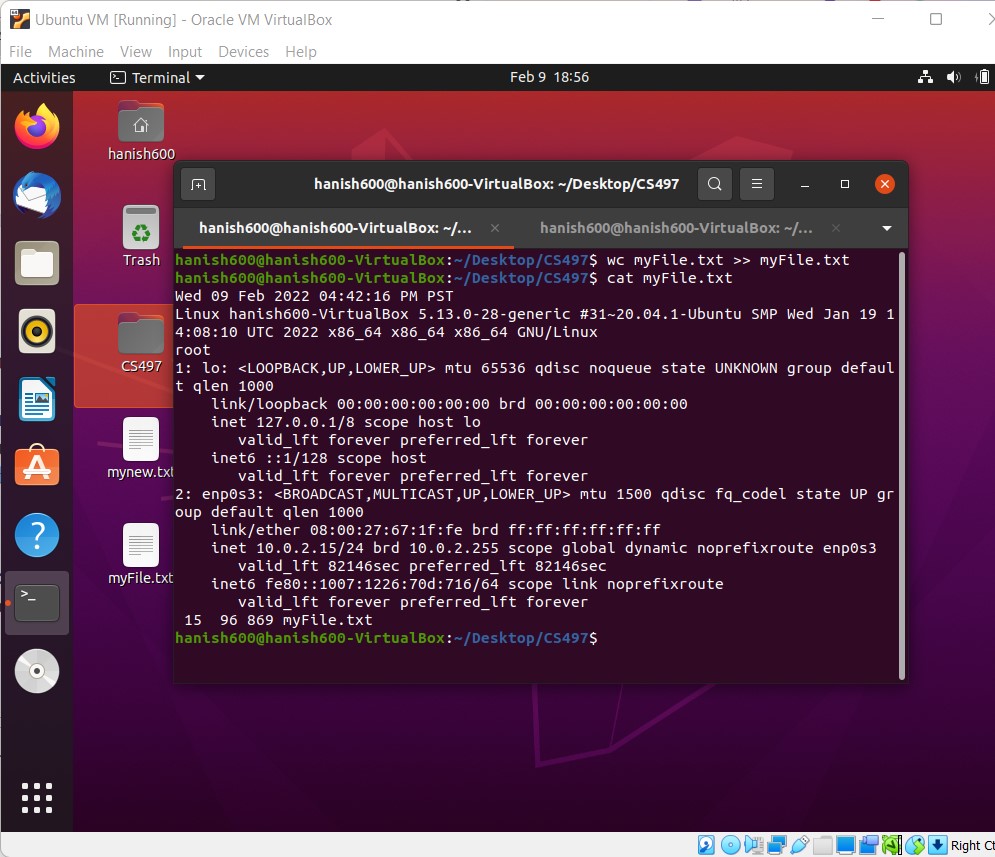 Ubuntu VM [Running] - Oracle VM VirtualBox
File Machine View Input Devices Help
Activities Terminal Feb 9 18:56
hanish600
Trash
CS497
mynew.txt
myFile.txt
hanish600@hanish600-VirtualBox: ~/Desktop/CS497
hanish600@hanish600-VirtualBox: ~/... hanish600@hanish600-VirtualBox: ~/...
hanish600@hanish600-VirtualBox:~/Desktop/CS497$ wc myFile.txt >> myFile.txt
hanish600@hanish600-VirtualBox:~/Desktop/CS497$ cat myFile.txt
Wed 09 Feb 2022 04:42:16 PM PST
Linux hanish600-VirtualBox 5.13.0-28-generic #31~20.04.1-Ubuntu SMP Wed Jan 19 1
4:08:10 UTC 2022 x86_64 x86_64 x86_64 GNU/Linux
root
1: lo: <LOOPBACK,UP,LOWER_UP> mtu 65536 qdisc noqueue state UNKNOWN group defaul
t qlen 1000
    link/loopback 00:00:00:00:00:00 brd 00:00:00:00:00:00
    inet 127.0.0.1/8 scope host lo
       valid_lft forever preferred_lft forever
    inet6 ::1/128 scope host
       valid_lft forever preferred_lft forever
2: enp0s3: <BROADCAST,MULTICAST,UP,LOWER_UP> mtu 1500 qdisc fq_codel state UP gr
oup default qlen 1000
    link/ether 08:00:27:67:1f:fe brd ff:ff:ff:ff:ff:ff
    inet 10.0.2.15/24 brd 10.0.2.255 scope global dynamic noprefixroute enp0s3
       valid_lft 82146sec preferred_lft 82146sec
    inet6 fe80::1007:1226:70d:716/64 scope link noprefixroute
       valid_lft forever preferred_lft forever
 15  96 869 myFile.txt
hanish600@hanish600-VirtualBox:~/Desktop/CS497$
Right Ct